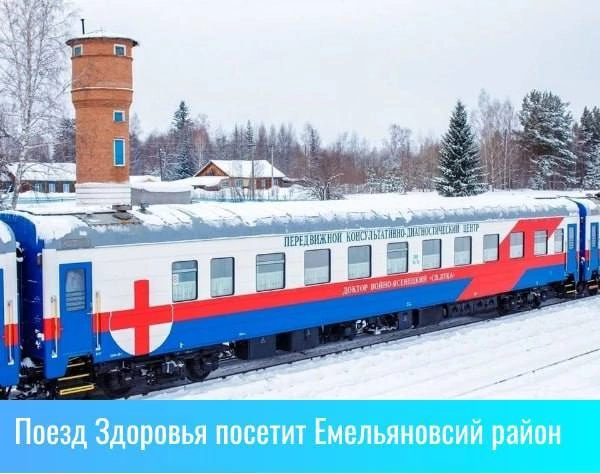 ПЕРЕДВИЖНОЙ КОНСУЛЬТАТИВНО-ДИАГНОСТИЧЕСКИЙ ЦЕНТР
ДОКТОР ВОЙНО-ЯСЕНЕЦКИЙ «СВ.ЛУКА»
Поезд Здоровья посетит Емельяновсий район